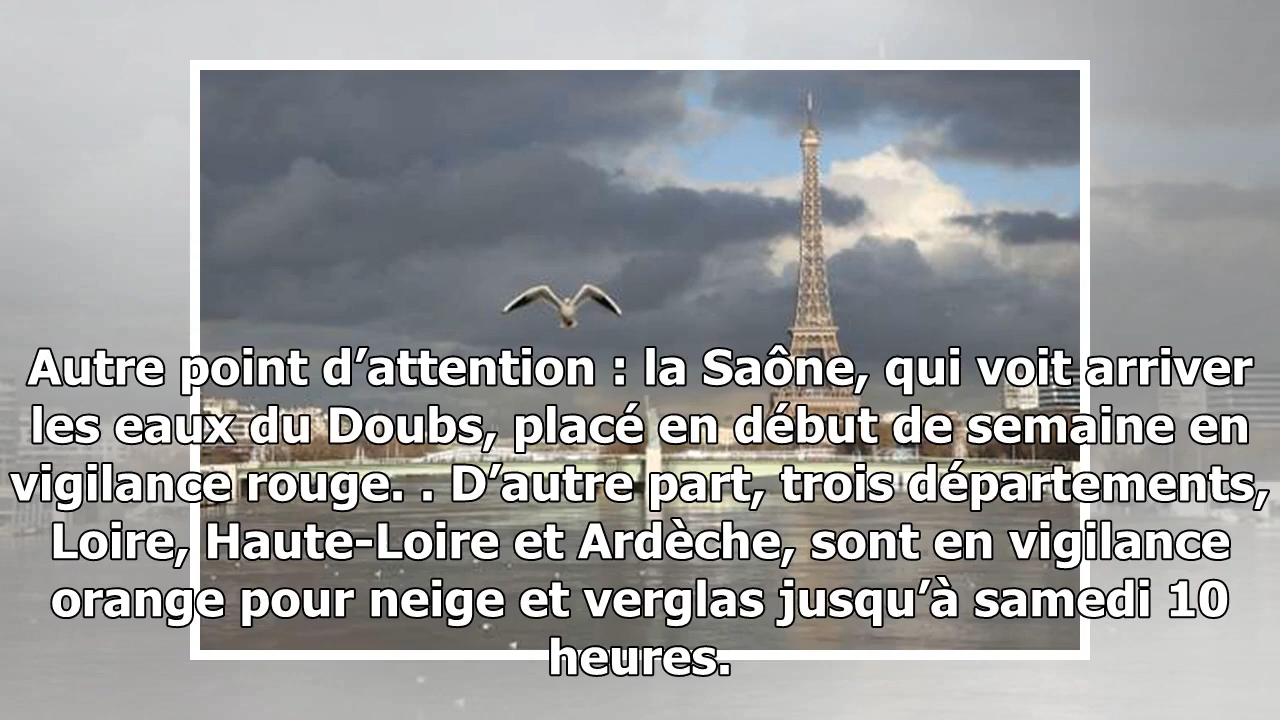 Autre point d’attention : la Saône, qui voit arriver
les eaux du Doubs, placé en début de semaine en
vigilance rouge. . D’autre part, trois départements,
Loire, Haute-Loire et Ardèche, sont en vigilance
orange pour neige et verglas jusqu’à samedi 10
heures.